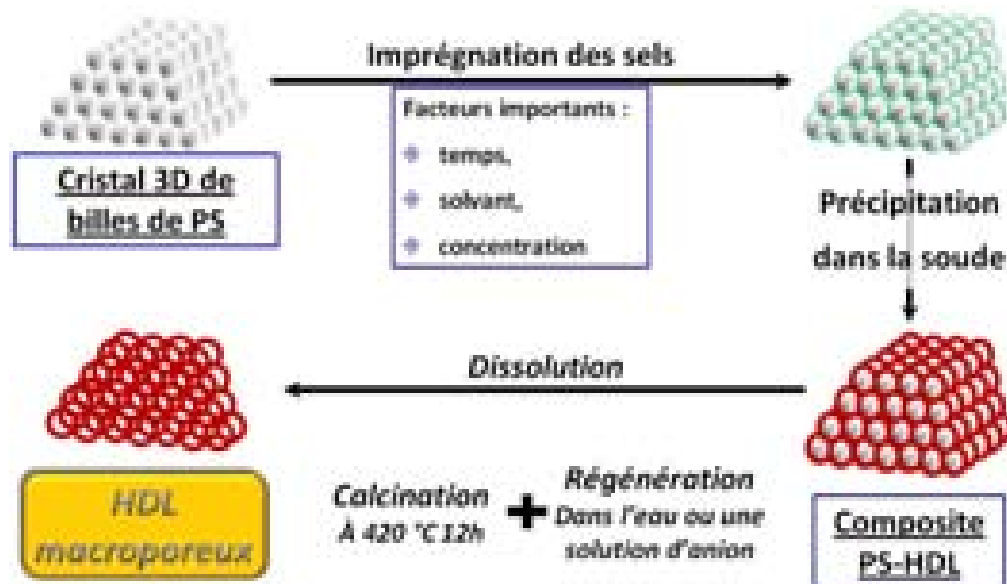 Imprégnation des sels
Facteurs importants :
temps,
solvant,
concentration
Cristal 3D de
billes de PS
Précipitation
dans la soude
Dissolution
HDL
macroporeux
Calcination
À 420 °C 12h
+
Régénération
Dans l'eau ou une
solution d'anion
Composite
PS-HDL